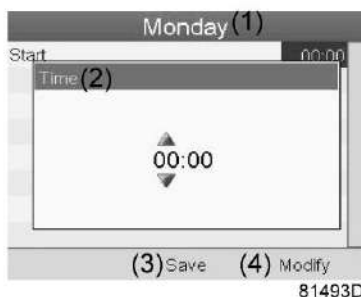 Monday (1)
Start 00:00
Time (2)
00:00
(3) Save (4) Modify
81493D